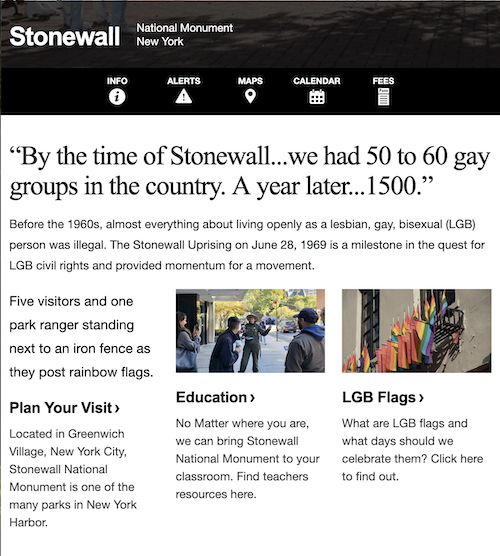 Stonewall
National Monument
New York
INFO
ALERTS
MAPS
CALENDAR
FEES
“By the time of Stonewall...we had 50 to 60 gay
groups in the country. A year later...1500.”
Before the 1960s, almost everything about living openly as a lesbian, gay, bisexual (LGB)
person was illegal. The Stonewall Uprising on June 28, 1969 is a milestone in the quest for
LGB civil rights and provided momentum for a movement.
Five visitors and one
park ranger standing
next to an iron fence as
they post rainbow flags.
Plan Your Visit ›
Located in Greenwich
Village, New York City,
Stonewall National
Monument is one of the
many parks in New York
Harbor.
Education ›
No Matter where you are,
we can bring Stonewall
National Monument to your
classroom. Find teachers
resources here.
LGB Flags ›
What are LGB flags and
what days should we
celebrate them? Click here
to find out.